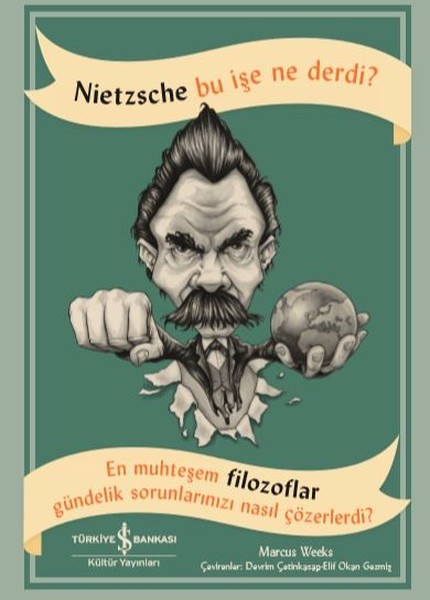 Nietzsche bu işe ne derdi?
En muhteşem filozoflar
gündelik sorunlarınızı nasıl çözerlerdi?
TÜRKİYE İŞ BANKASI
Kültür Yayınları
Marcus Weeks
Çevirenler: Devrim Çetinkasap-Elif Okan Gezmiş